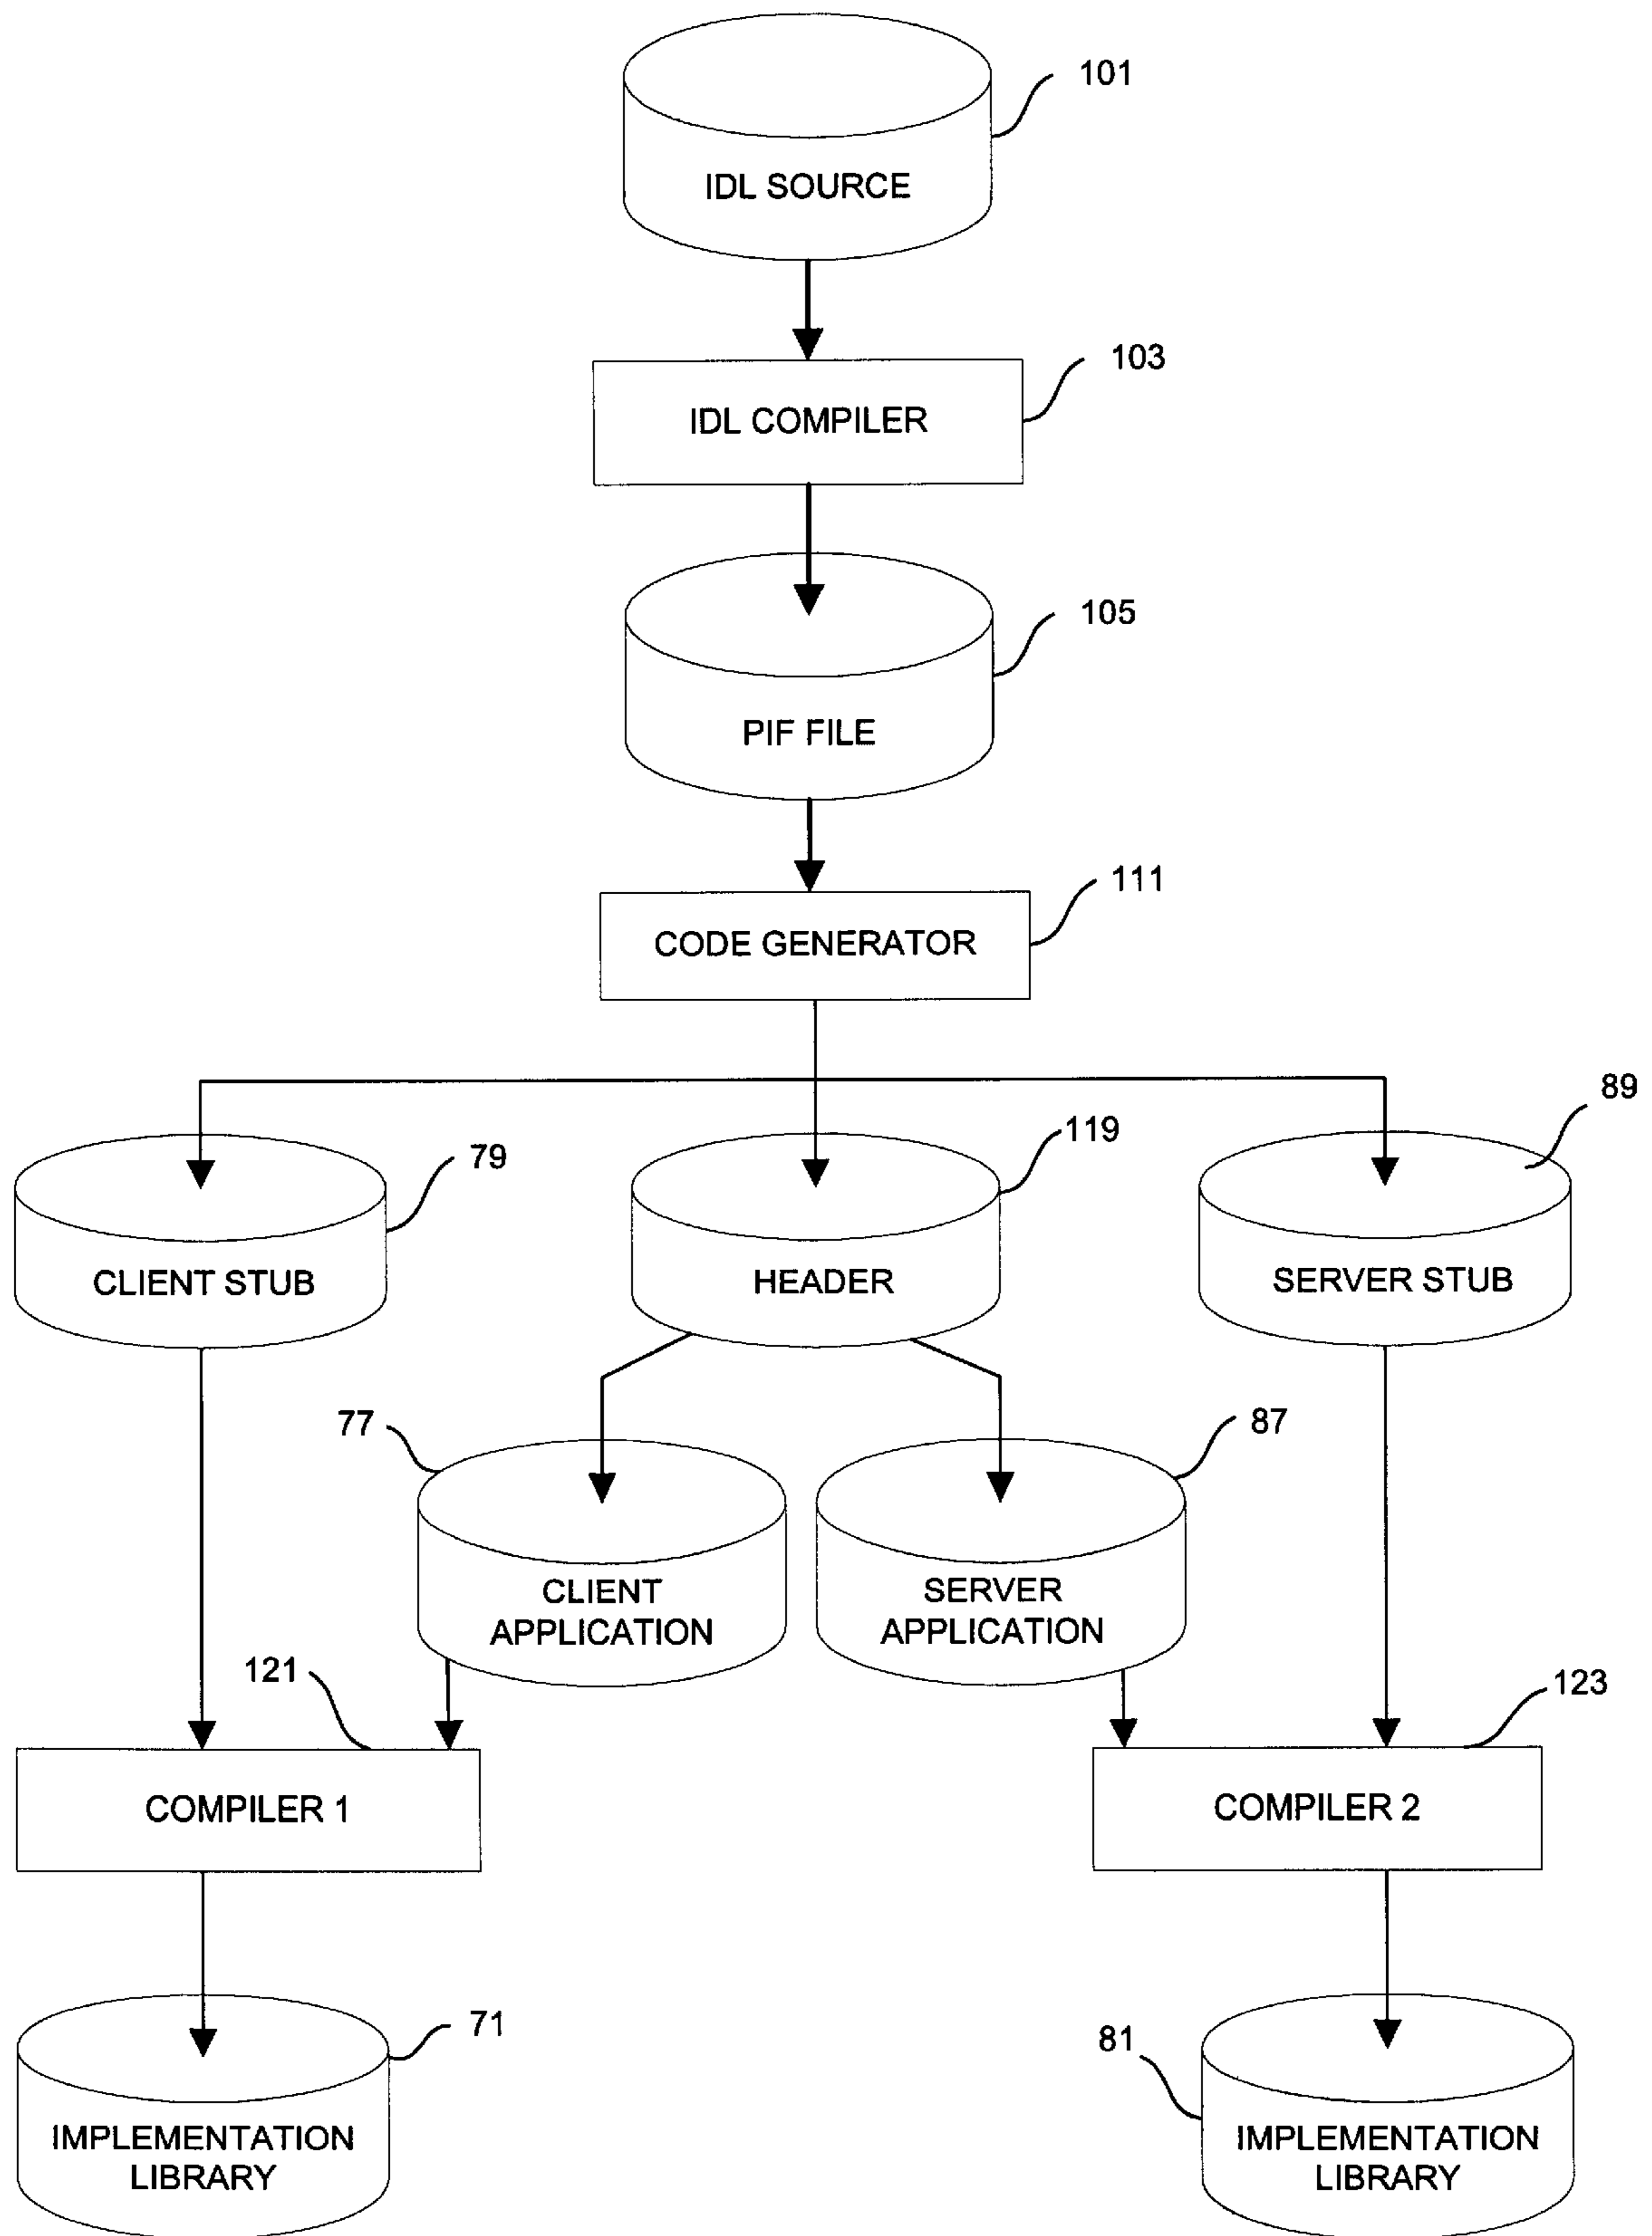 101
IDL SOURCE
103
IDL COMPILER
105
PIF FILE
111
CODE GENERATOR
89
119
79
CLIENT STUB
HEADER
SERVER STUB
77
87
CLIENT
APPLICATION
SERVER
APPLICATION
121
123
COMPILER 1
COMPILER 2
71
81
IMPLEMENTATION
LIBRARY
IMPLEMENTATION
LIBRARY